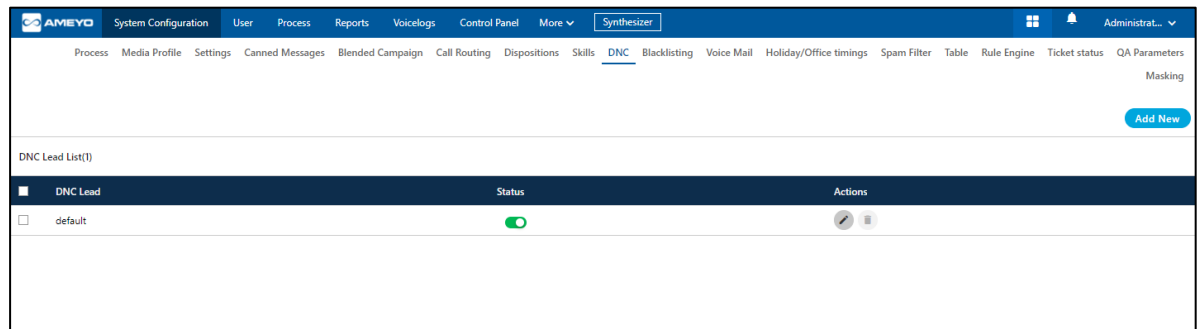 AMEYO System Configuration User Process Reports Voicelogs Control Panel More Synthesizer Administrat...
Process Media Profile Settings Canned Messages Blended Campaign Call Routing Dispositions Skills DNC Blacklisting Voice Mail Holiday/Office timings Spam Filter Table Rule Engine Ticket status QA Parameters
Masking
Add New
DNC Lead List(1)
DNC Lead Status Actions
default